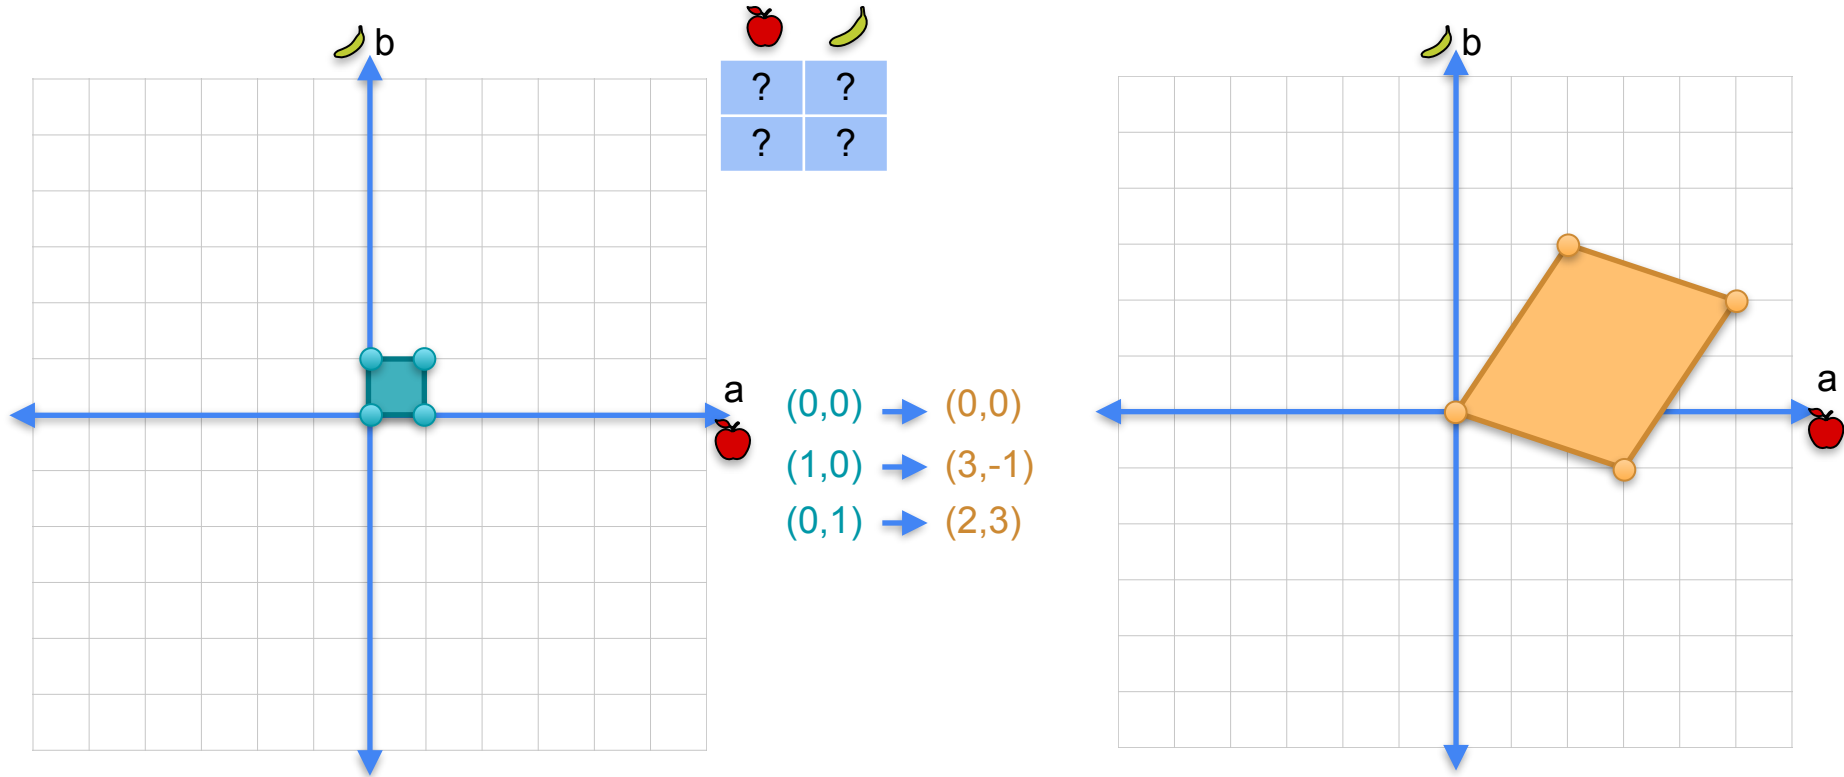 b
? ?
? ?
a
(0,0) (0,0)
(1,0) (3,-1)
(0,1) (2,3)
b
a